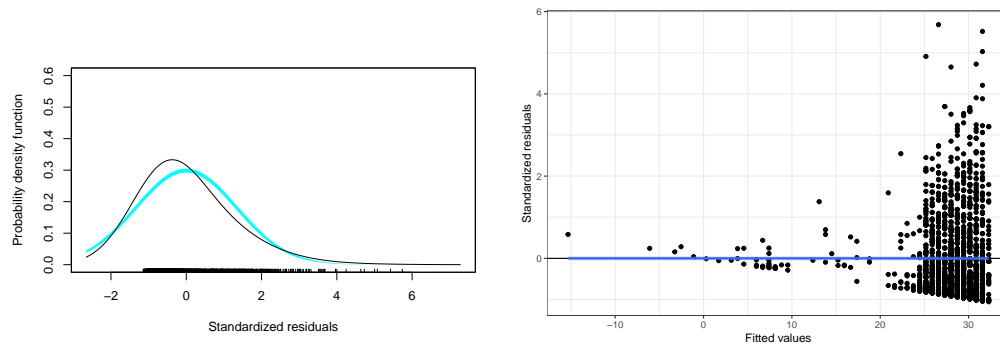 Probability density function
0.6
0.5
0.4
0.3
0.2
0.1
0.0
−2 0 2 4 6
Standardized residuals
Standardized residuals
6
4
2
0
−10 0 10 20 30
Fitted values